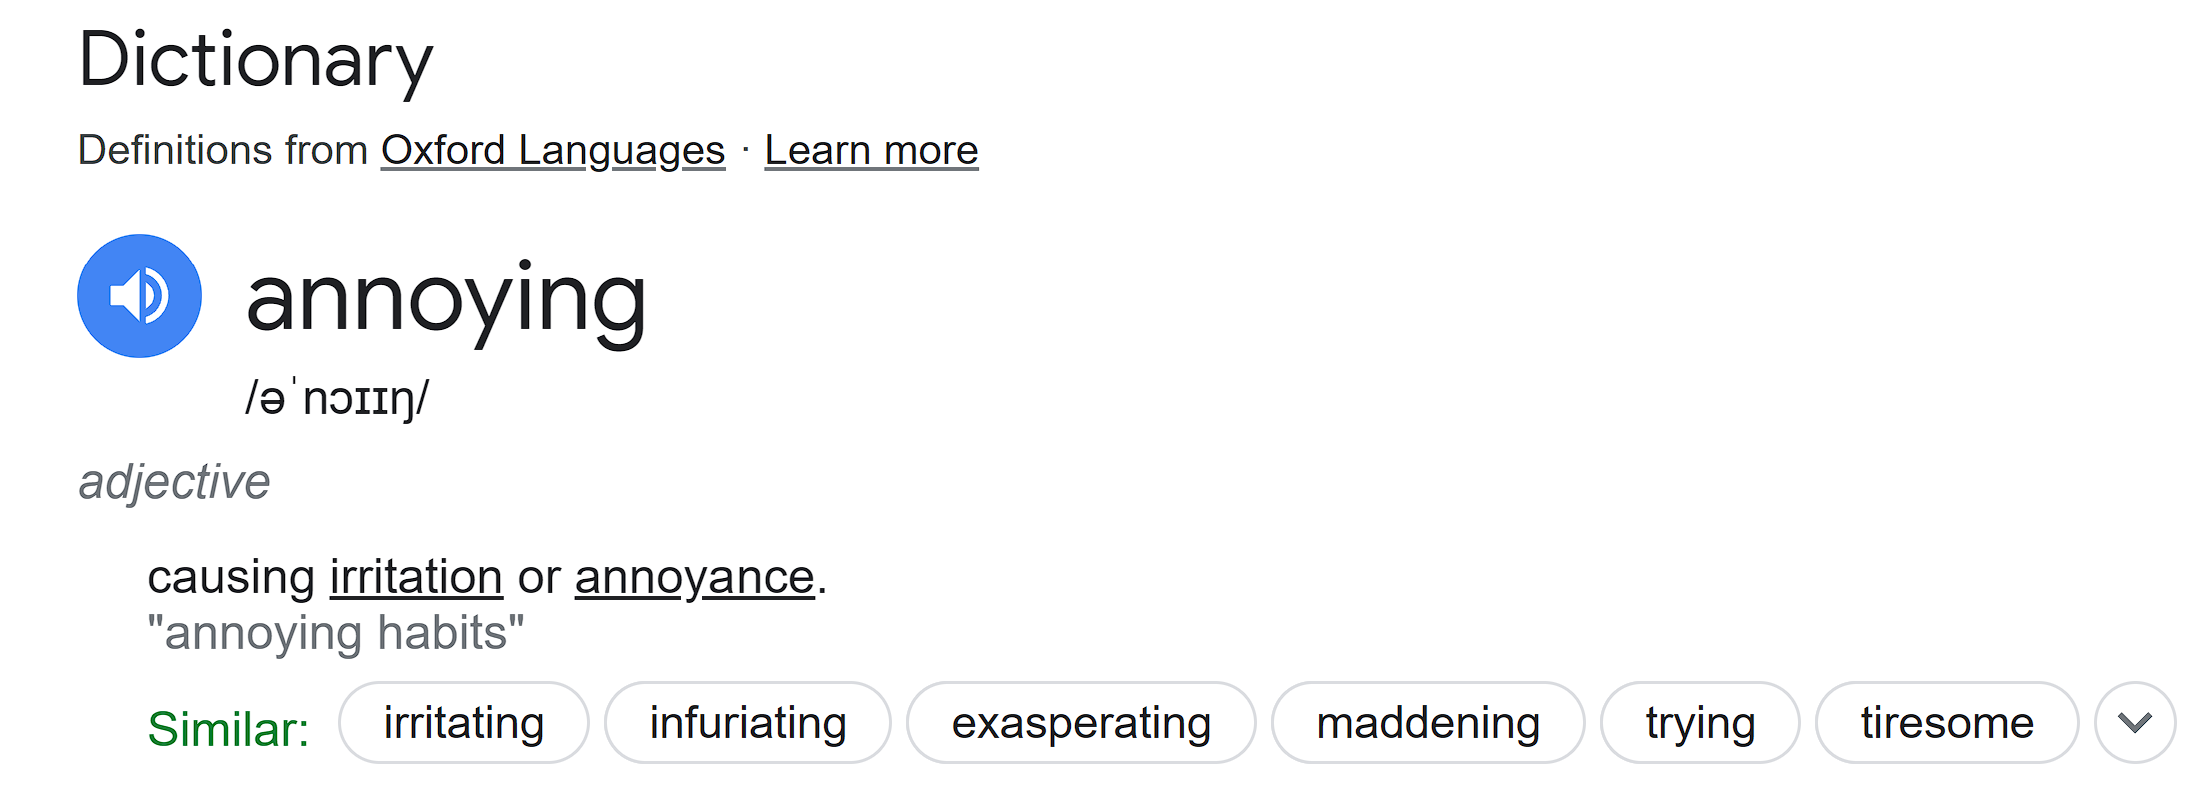 Dictionary
Definitions from Oxford Languages · Learn more
annoying
/əˈnɔɪɪŋ/
adjective
causing irritation or annoyance.
"annoying habits"
Similar: irritating infuriating exasperating maddening trying tiresome